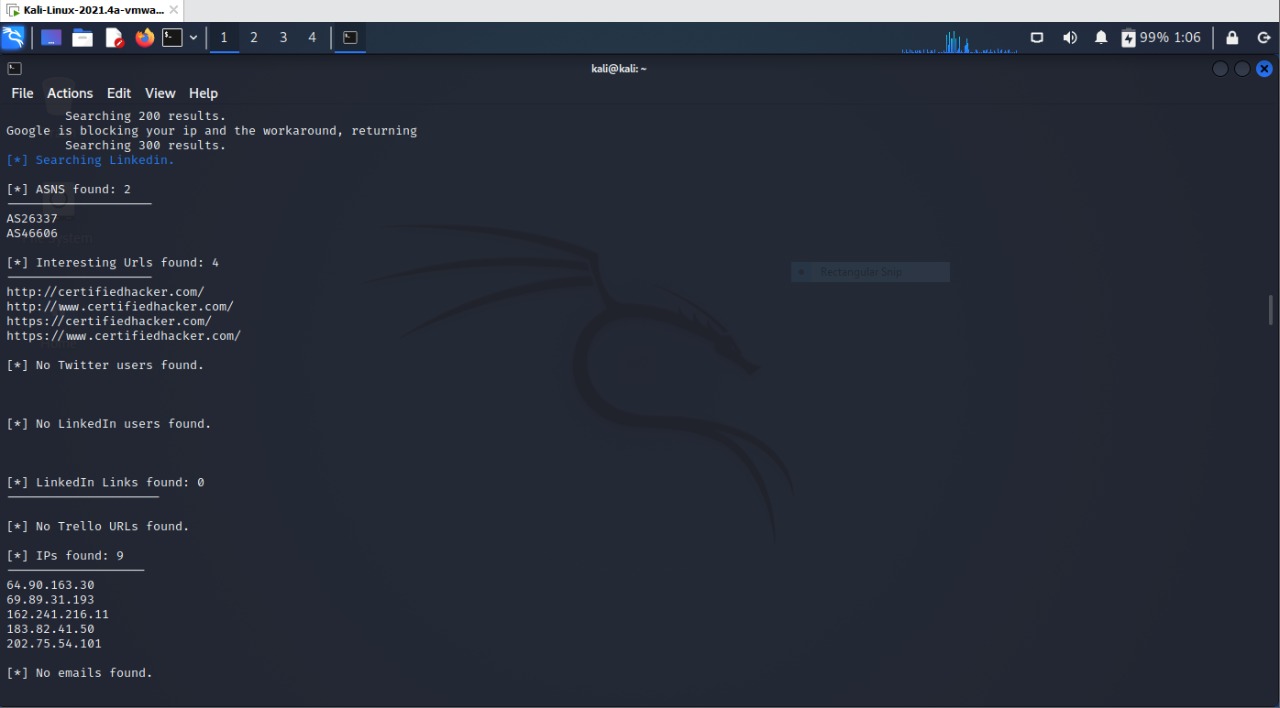 Kali-Linux-2021.4a-vmwa...
1 2 3 4
99% 1:06
kali@kali: ~
File Actions Edit View Help
Searching 200 results.
Google is blocking your ip and the workaround, returning
Searching 300 results.
[*] Searching Linkedin.
[*] ASNS found: 2
--------------------
AS26337
AS46606
[*] Interesting Urls found: 4
--------------------
http://certifiedhacker.com/
http://www.certifiedhacker.com/
https://certifiedhacker.com/
https://www.certifiedhacker.com/
[*] No Twitter users found.
[*] No LinkedIn users found.
[*] LinkedIn Links found: 0
---------------------
[*] No Trello URLs found.
[*] IPs found: 9
-------------------
64.90.163.30
69.89.31.193
162.241.216.11
183.82.41.50
202.75.54.101
[*] No emails found.
Rectangular Snip